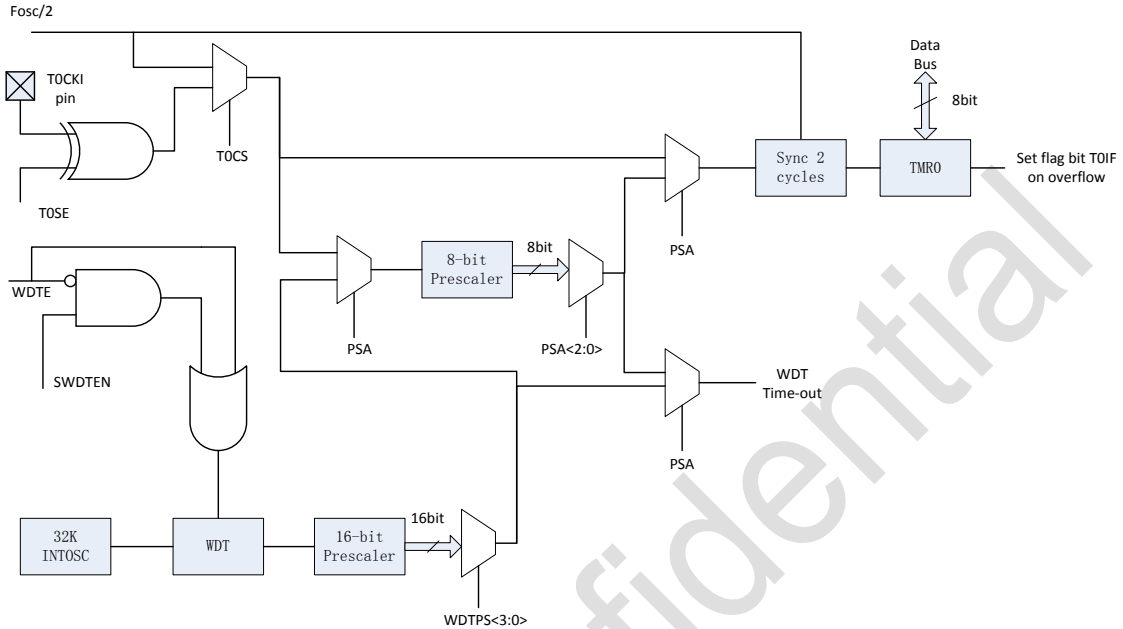 Fosc/2
T0CKI
pin
T0SE
T0CS
WDTE
SWDTEN
PSA
8-bit
Prescaler
8bit
PSA<2:0>
PSA
Sync 2
cycles
Data
Bus
8bit
TMR0
Set flag bit T0IF
on overflow
WDT
Time-out
PSA
32K
INTOSC
WDT
16-bit
Prescaler
16bit
WDTPS<3:0>